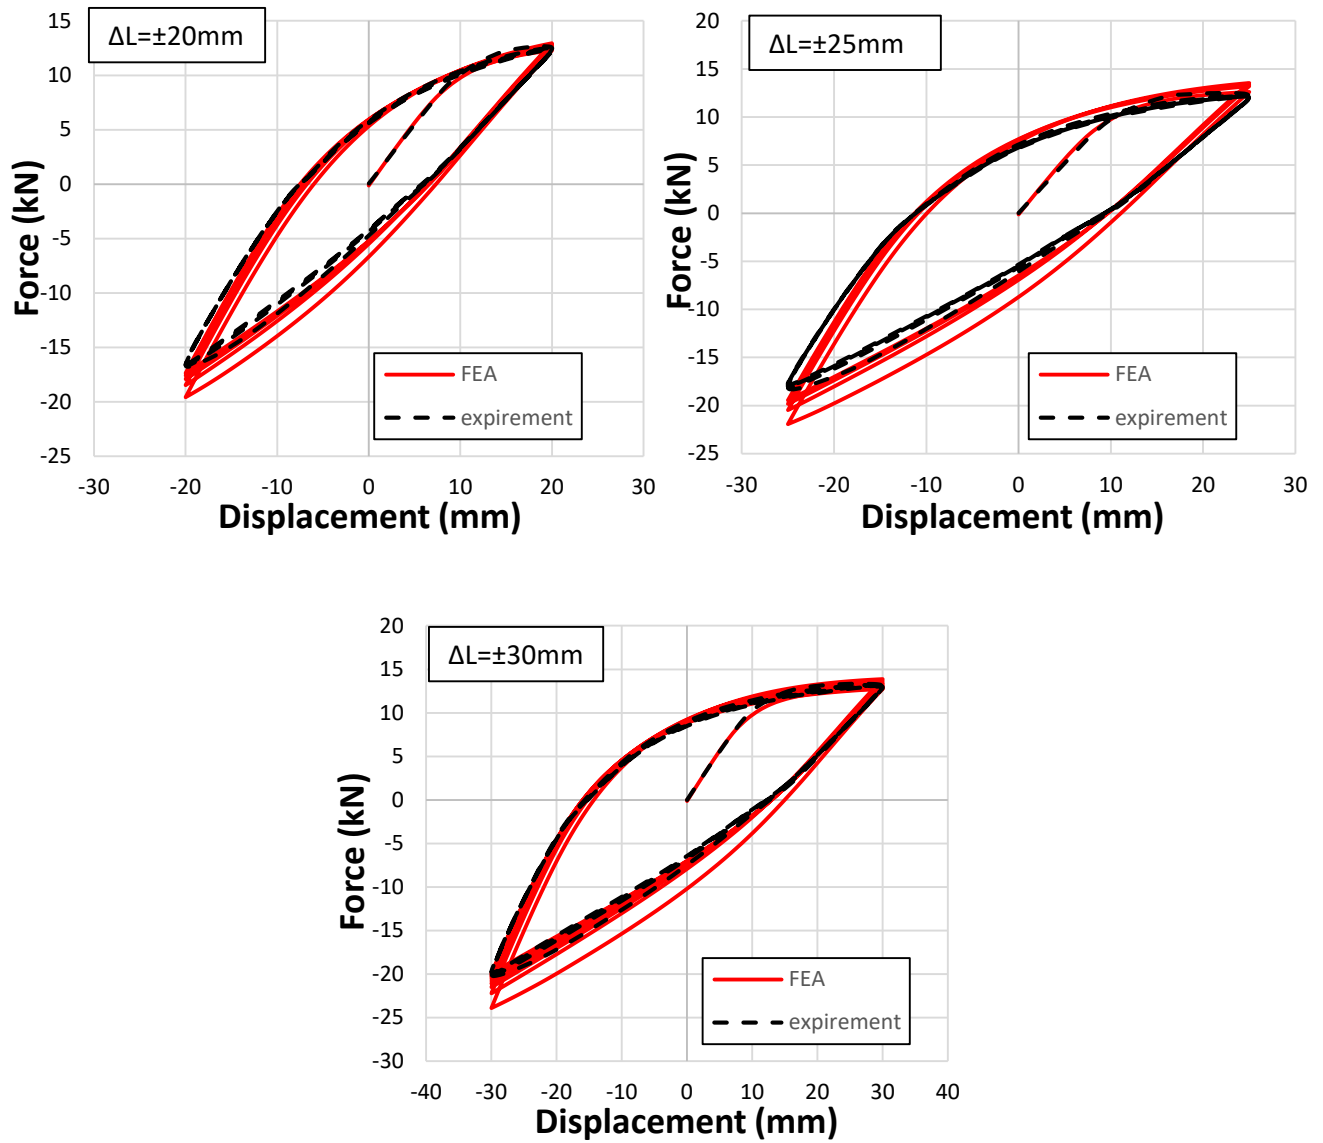 ΔL=±20mm
15
10
5
0
-5
-10
-15
-20
-25
Force (kN)
FEA
expirement
-30 -20 -10 0 10 20 30
Displacement (mm)
ΔL=±25mm
20
15
10
5
0
-5
-10
-15
-20
-25
Force (kN)
FEA
expirement
-30 -20 -10 0 10 20 30
Displacement (mm)
ΔL=±30mm
20
15
10
5
0
-5
-10
-15
-20
-25
-30
Force (kN)
FEA
expirement
-40 -30 -20 -10 0 10 20 30 40
Displacement (mm)